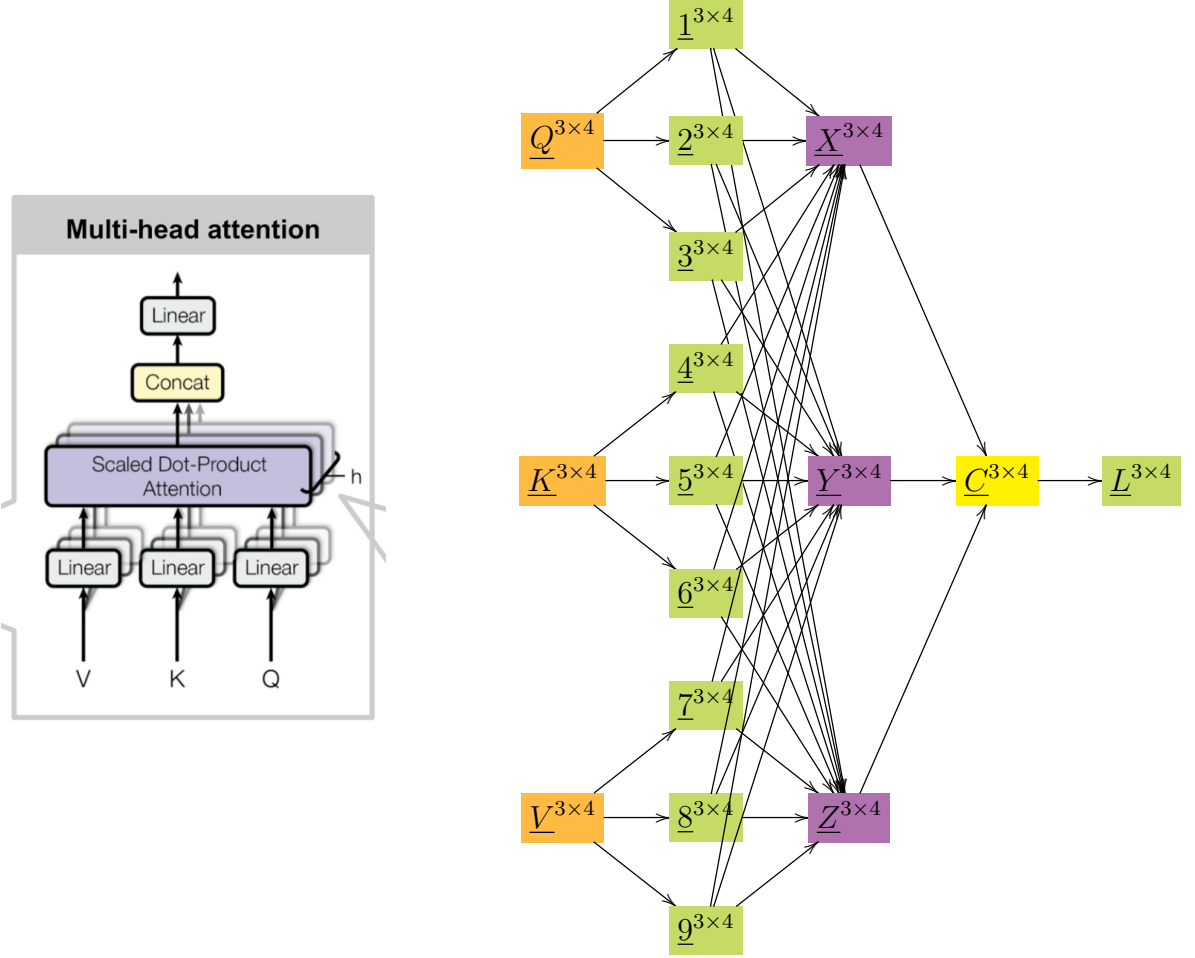 Multi-head attention
Linear
Concat
Scaled Dot-Product
Attention
h
Linear Linear Linear
V K Q
1 3×4
Q 3×4 2 3×4 X 3×4
3 3×4
4 3×4
K 3×4 5 3×4 Y 3×4 C 3×4 L 3×4
6 3×4
7 3×4
V 3×4 8 3×4 Z 3×4
9 3×4